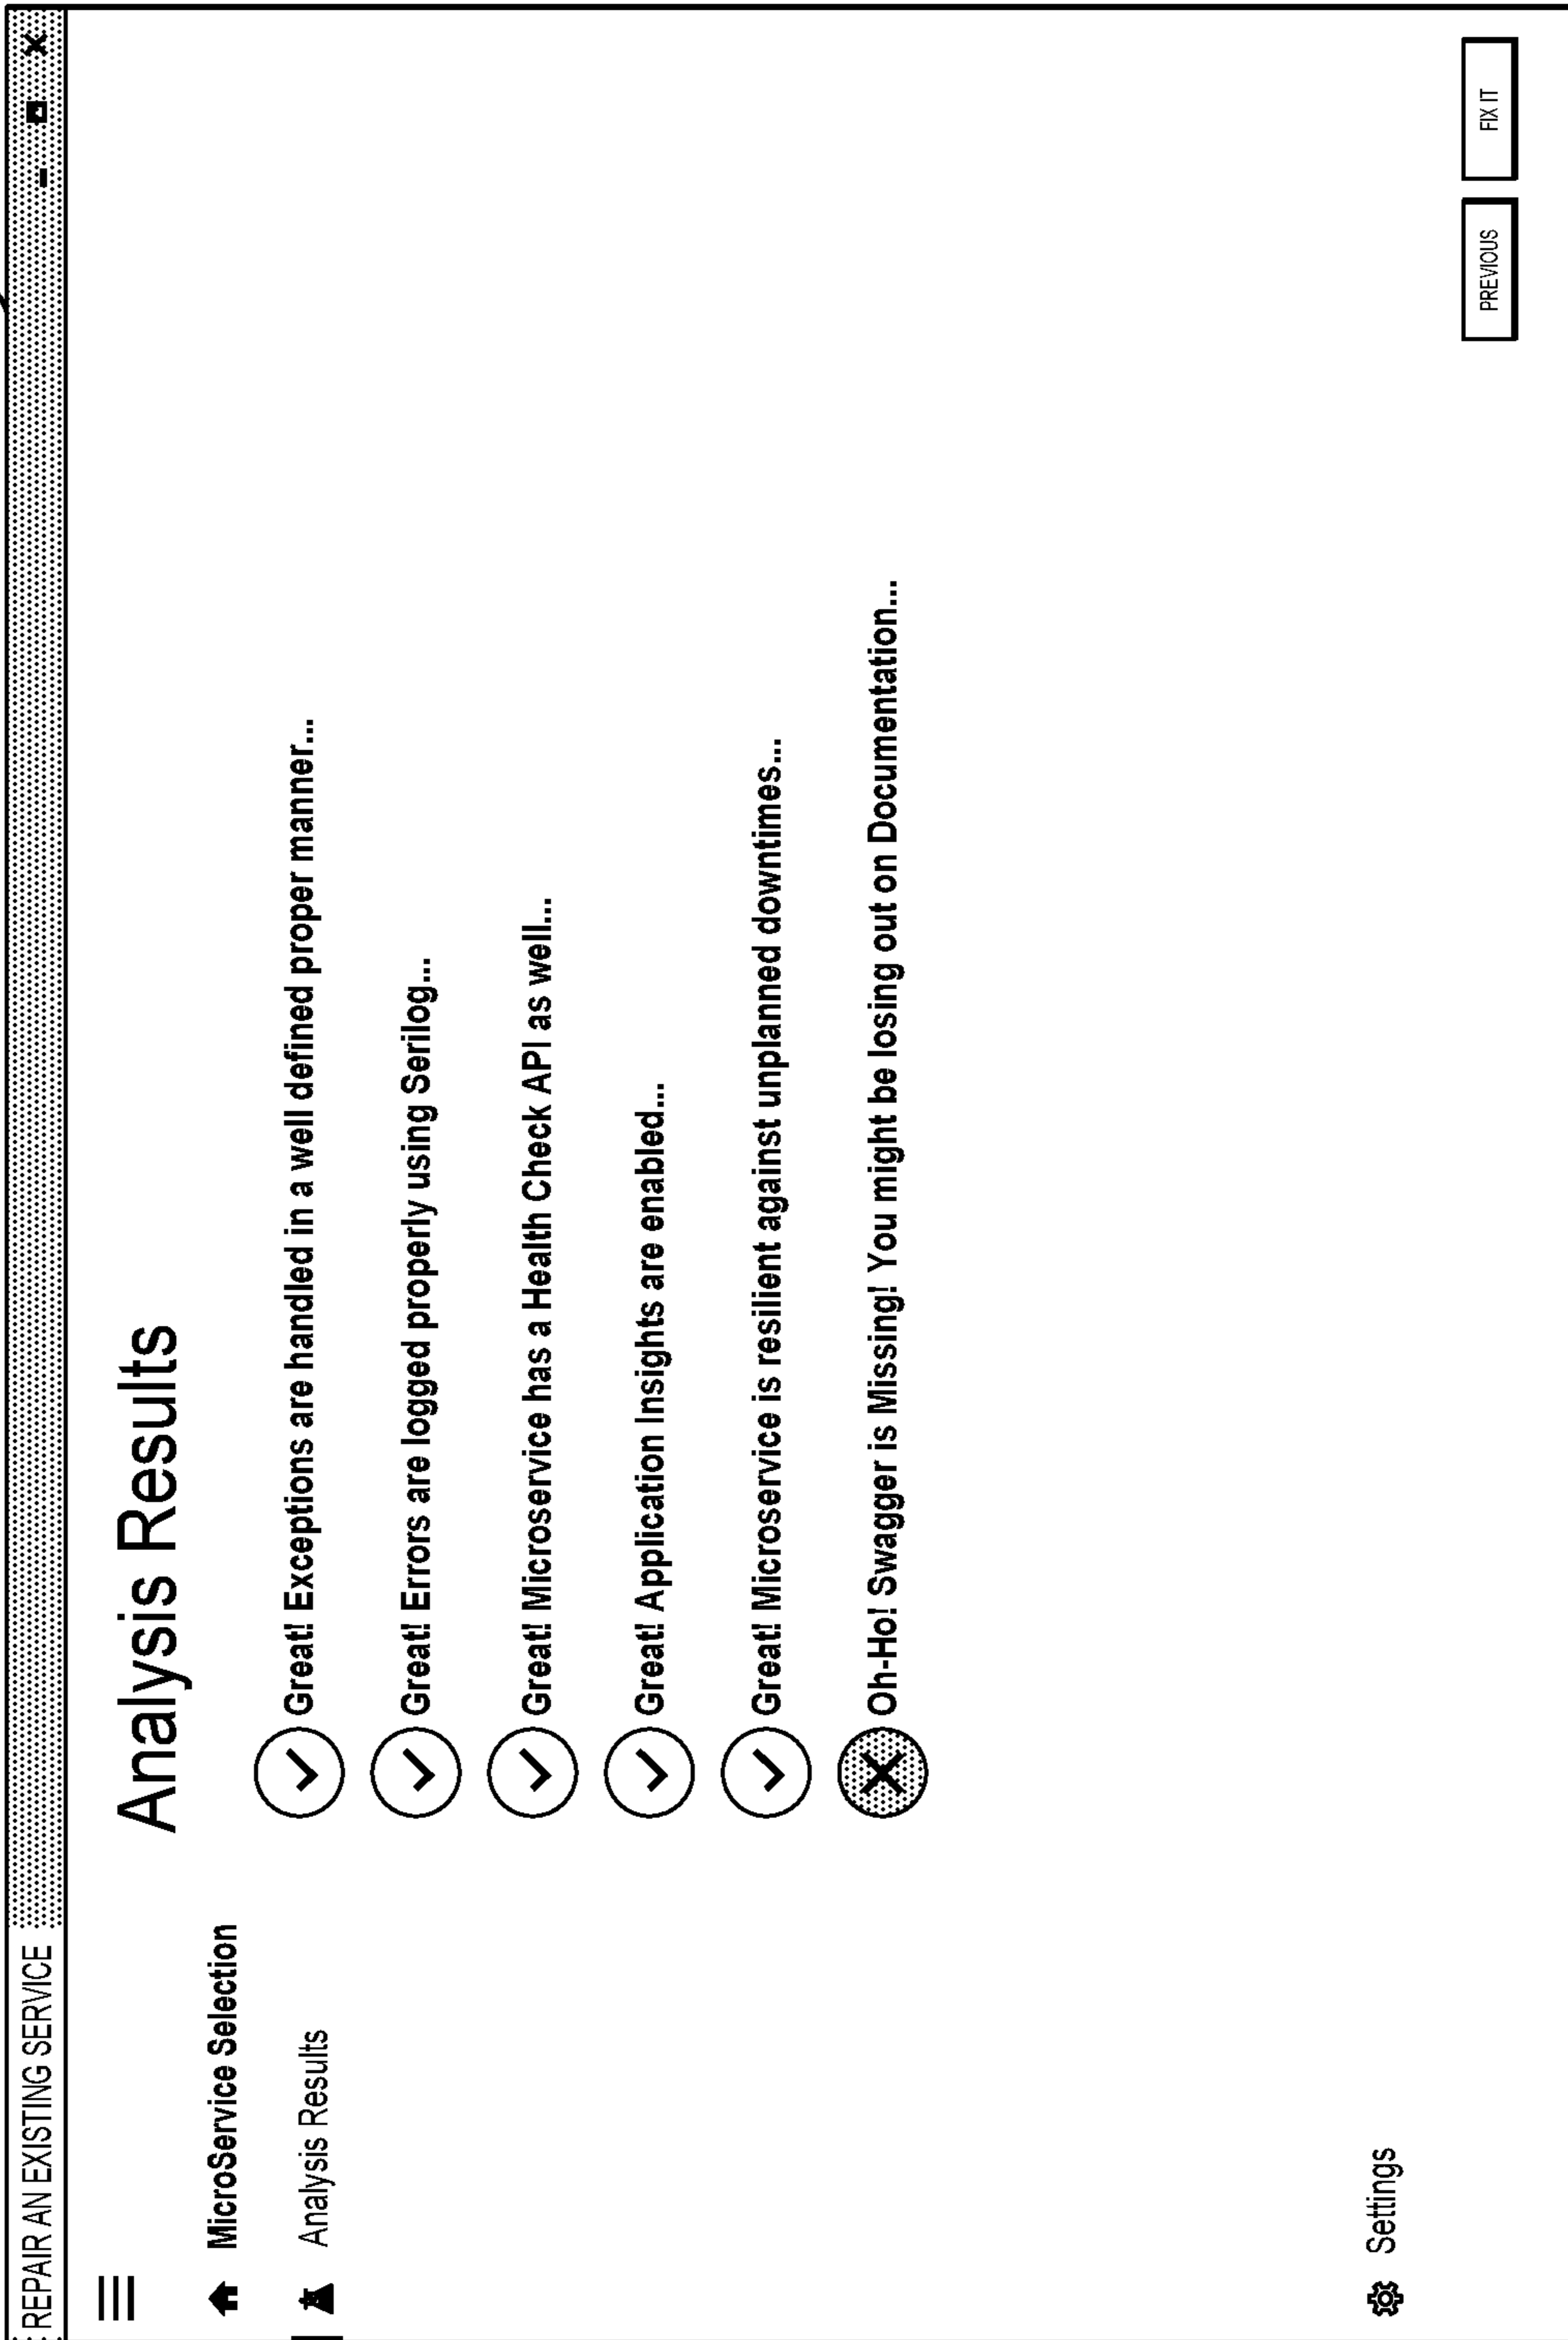 REPAIR AN EXISTING SERVICE
MicroService Selection
Analysis Results
Settings
Analysis Results
Great! Exceptions are handled in a well defined proper manner...
Great! Errors are logged properly using Serilog...
Great! Microservice has a Health Check API as well...
Great! Application Insights are enabled...
Great! Microservice is resilient against unplanned downtimes...
Oh-Ho! Swagger is Missing! You might be losing out on Documentation...
PREVIOUS
FIX IT